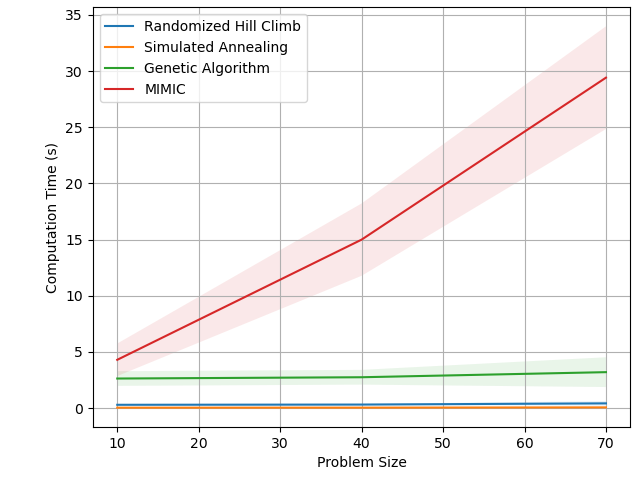 Randomized Hill Climb
Simulated Annealing
Genetic Algorithm
MIMIC
35
30
25
20
15
10
5
0
Computation Time (s)
10 20 30 40 50 60 70
Problem Size